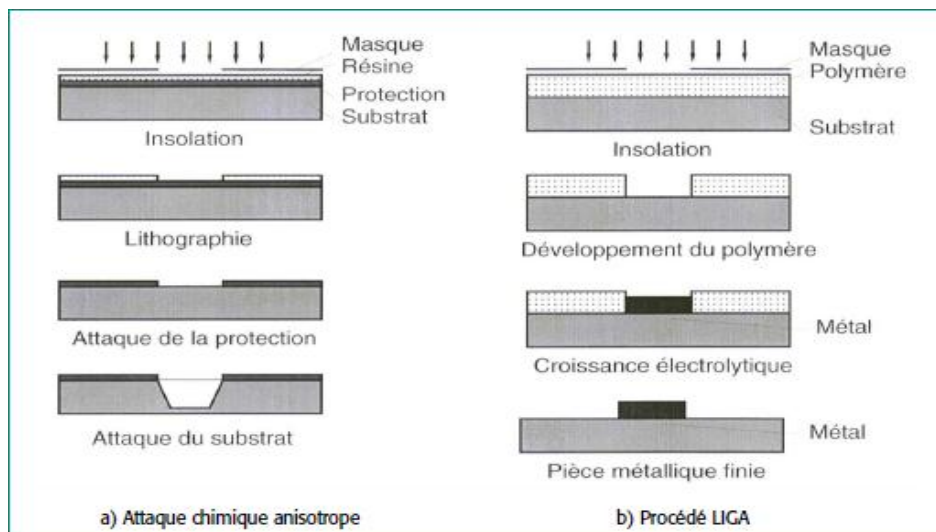 Masque
Résine
Protection
Substrat
Insolation
Lithographie
Attaque de la protection
Attaque du substrat
a) Attaque chimique anisotrope
Masque
Polymère
Substrat
Insolation
Développement du polymère
Métal
Croissance électrolytique
Métal
Pièce métallique finie
b) Procédé LIGA